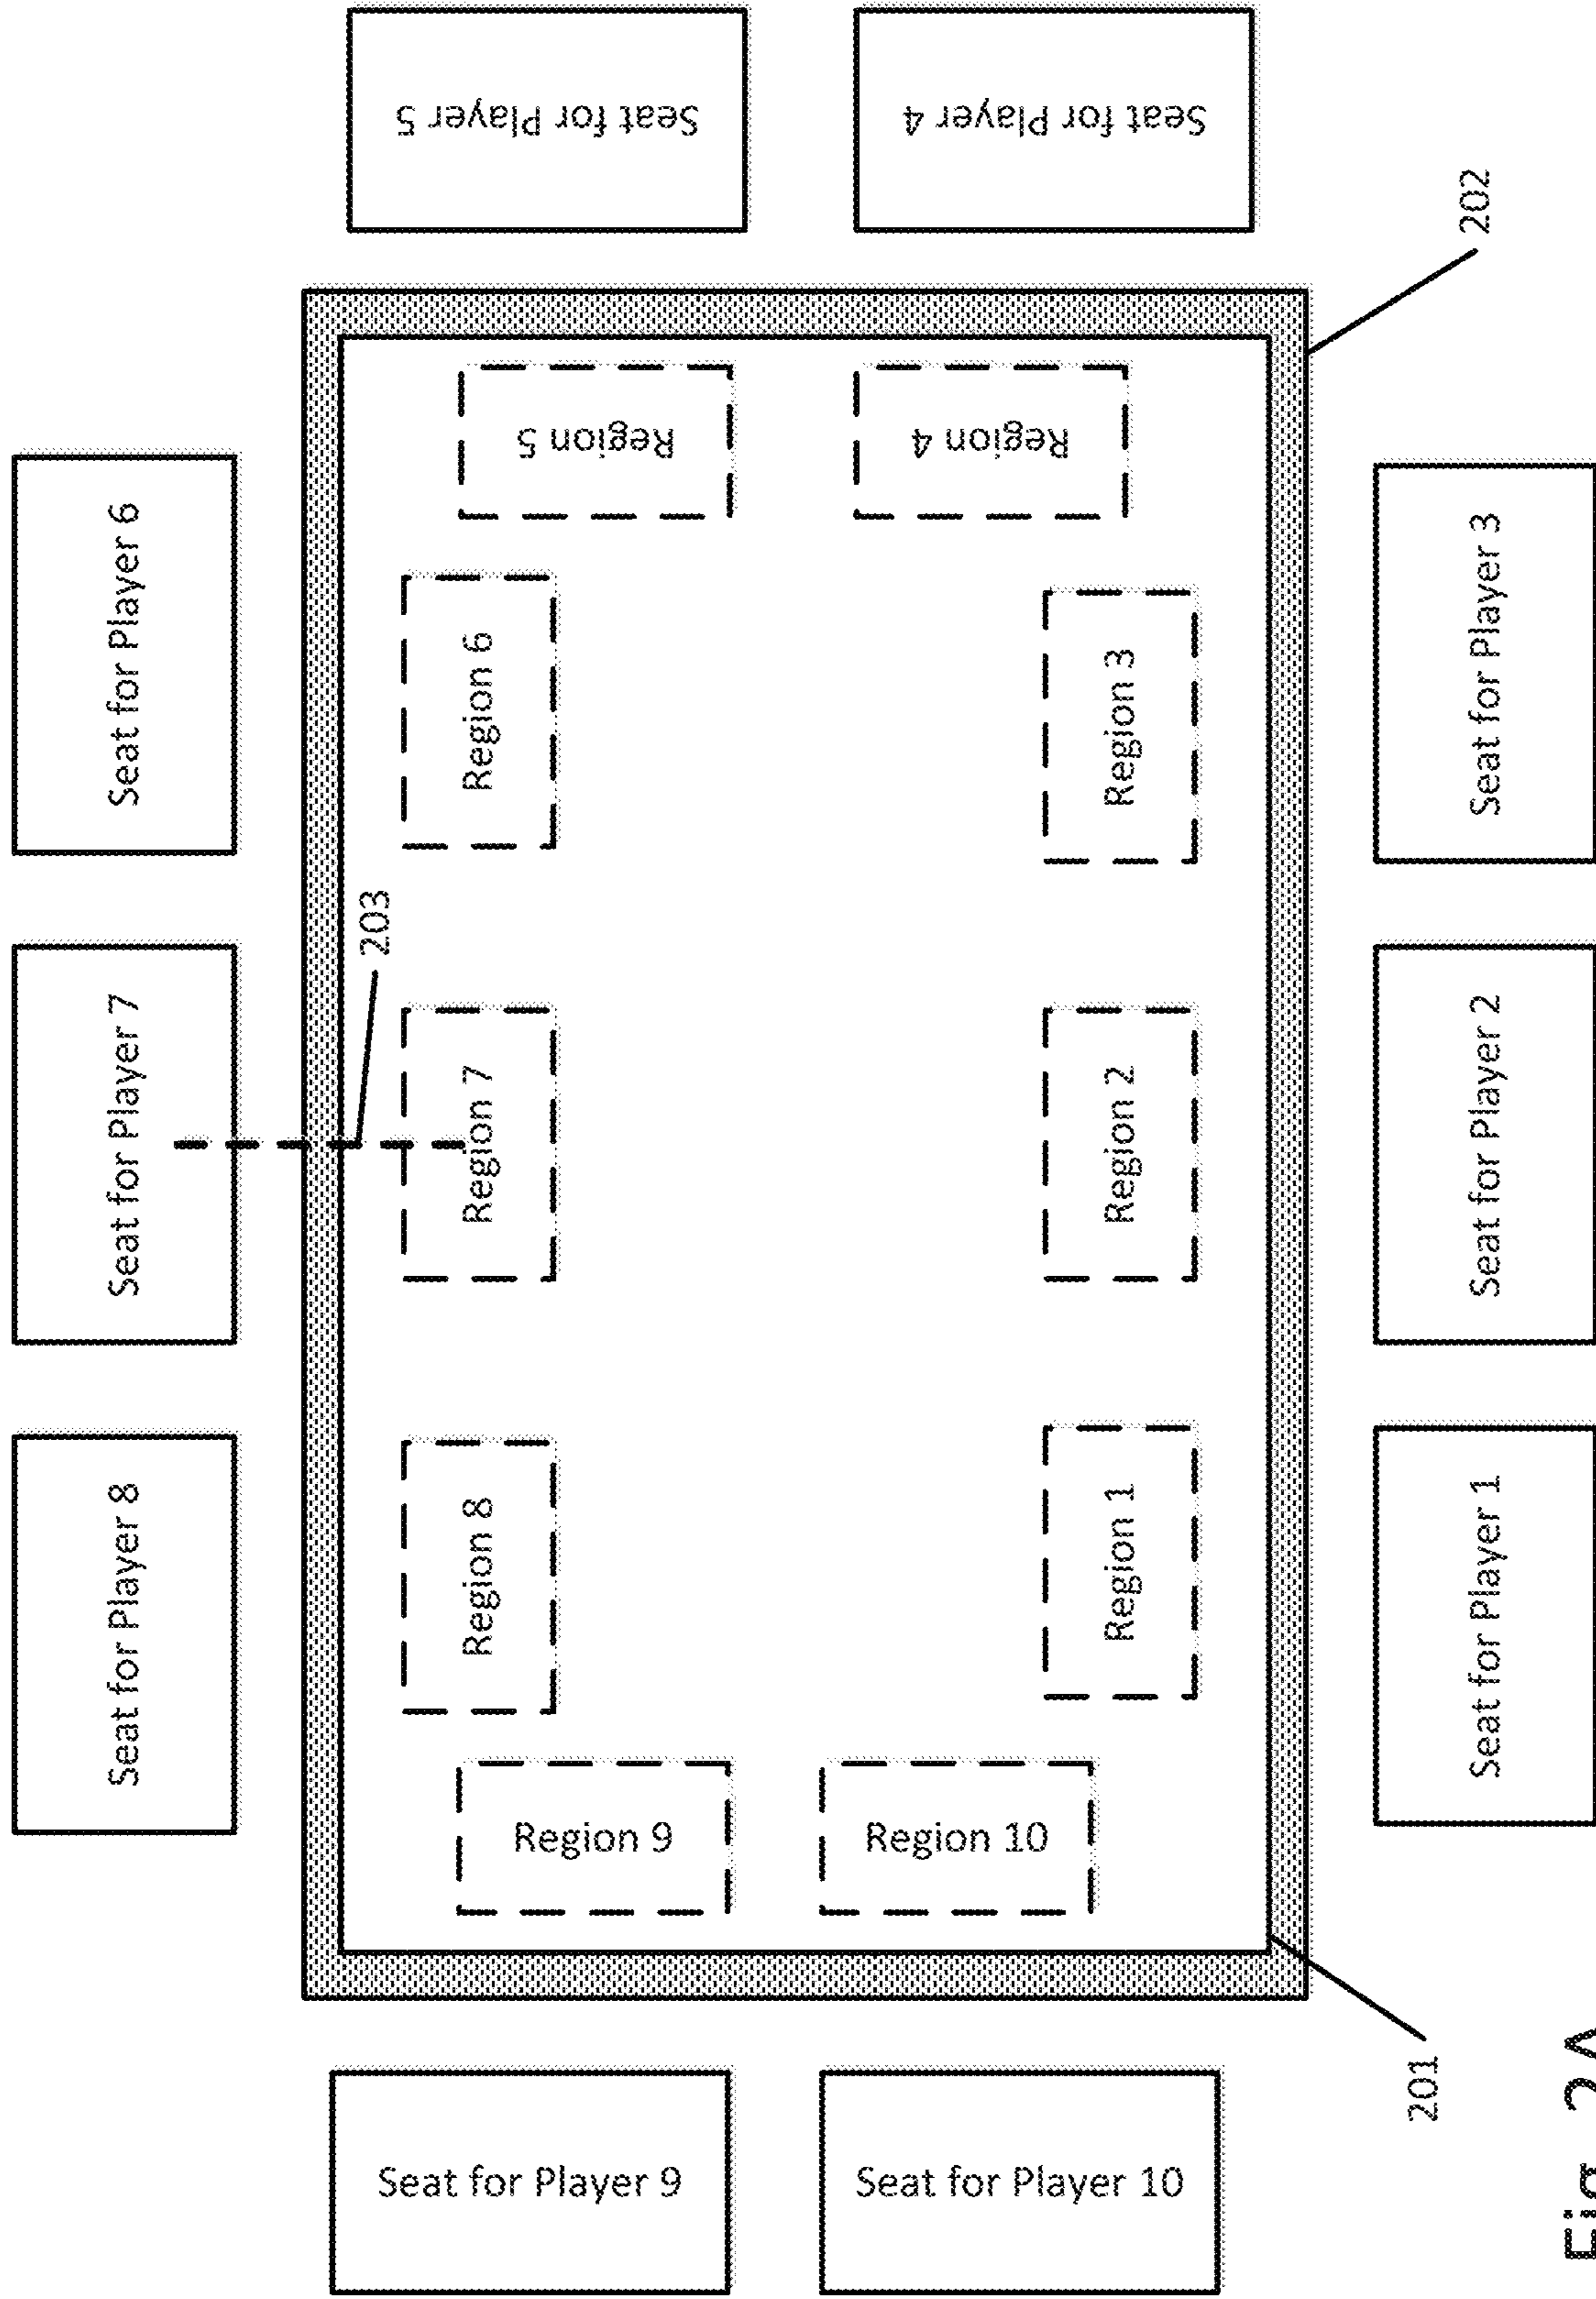 Seat for Player 8
Seat for Player 7
Seat for Player 6
203
Region 8
Region 7
Region 6
Seat for Player 9
Region 9
Region 5
Seat for Player 5
Seat for Player 10
Region 10
Region 4
Seat for Player 4
Region 1
Region 2
Region 3
201
202
Seat for Player 1
Seat for Player 2
Seat for Player 3
Fig. 2A